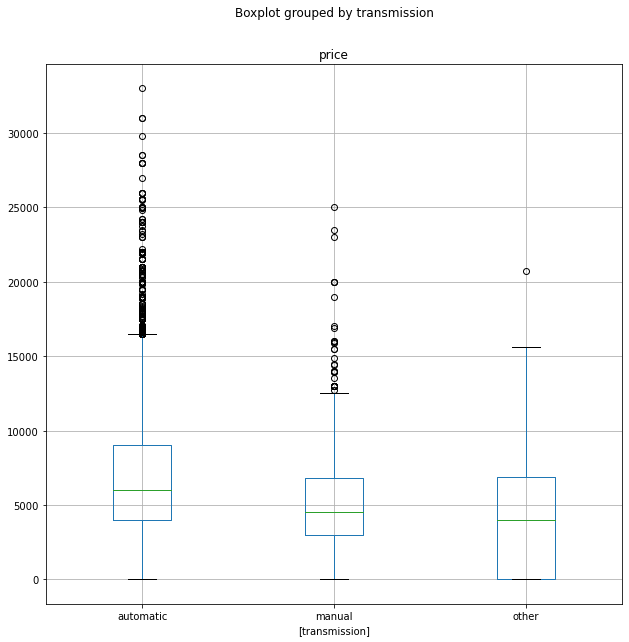 Boxplot grouped by transmission
price
30000
25000
20000
15000
10000
5000
0
automatic manual other
[transmission]